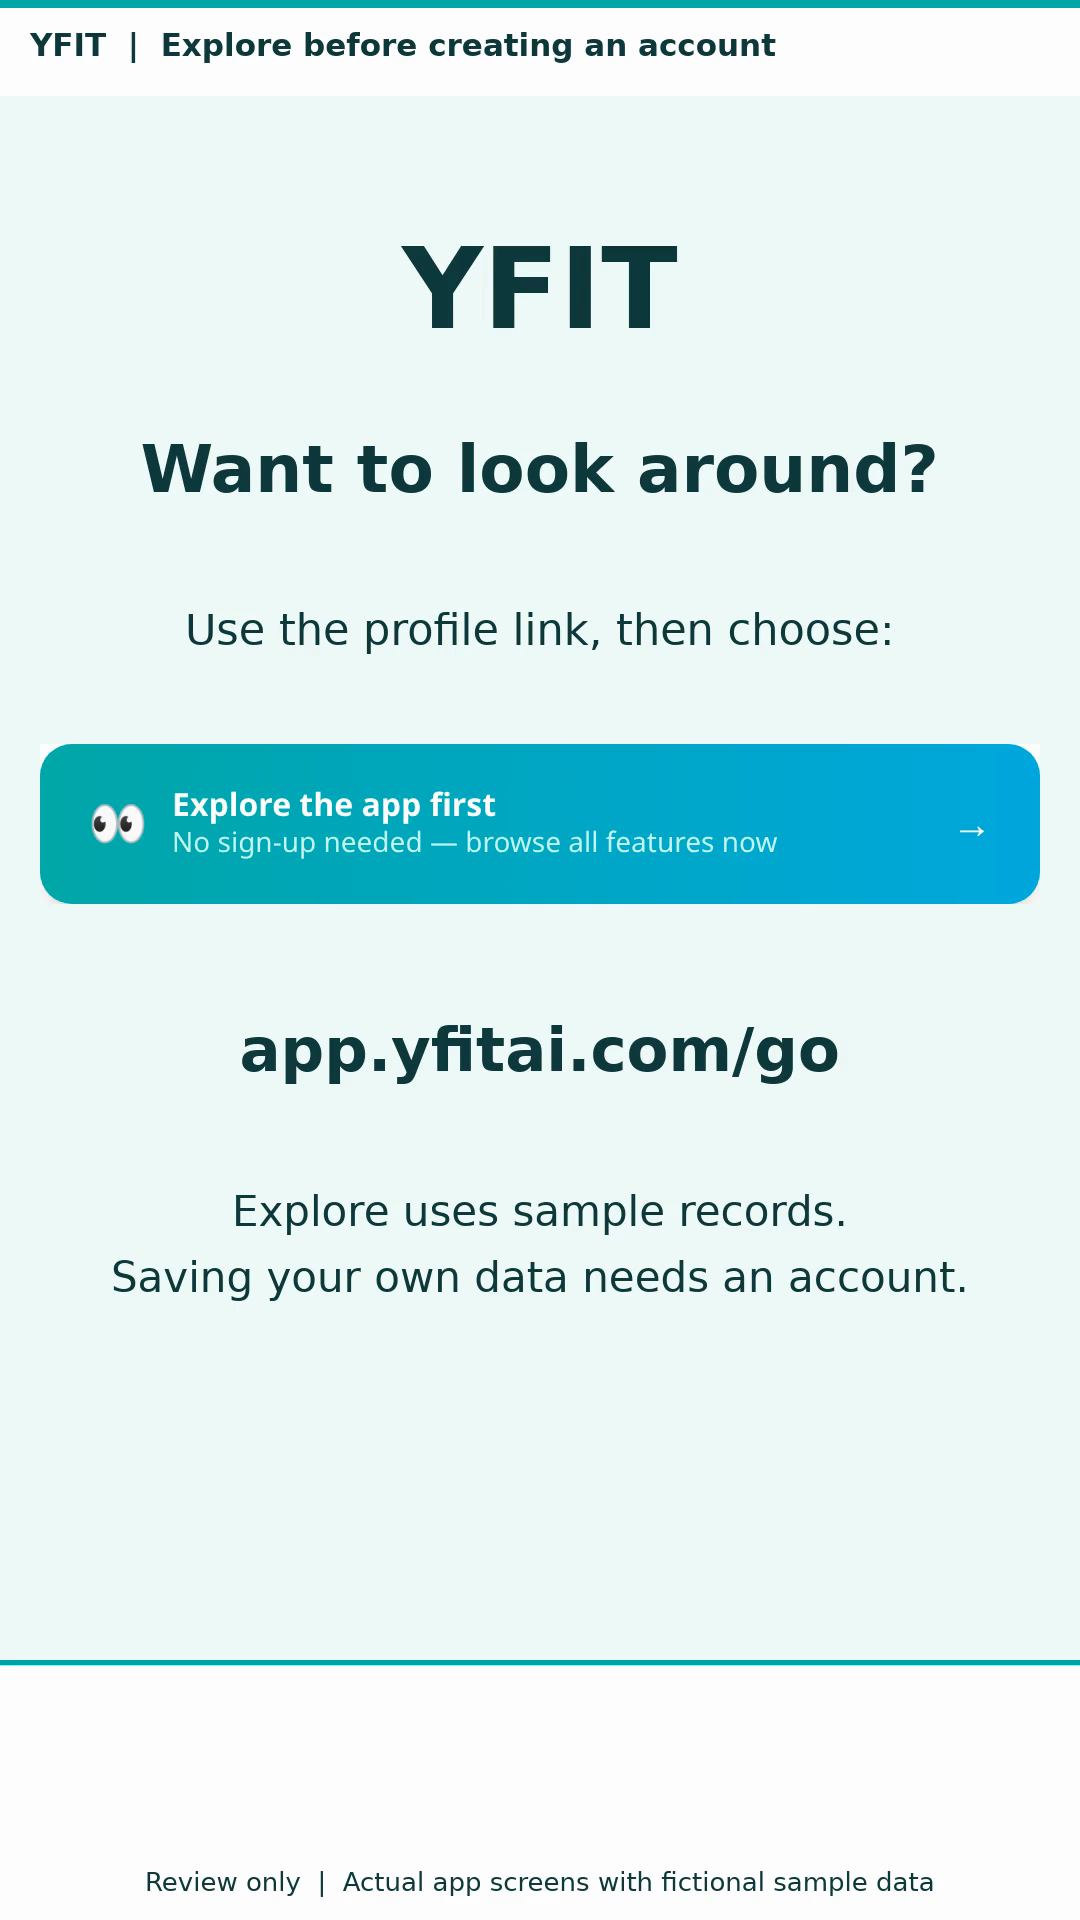 YFIT | Explore before creating an account
YFIT
Want to look around?
Use the profile link, then choose:
Explore the app first
No sign-up needed — browse all features now
→
app.yfitai.com/go
Explore uses sample records.
Saving your own data needs an account.
Review only | Actual app screens with fictional sample data